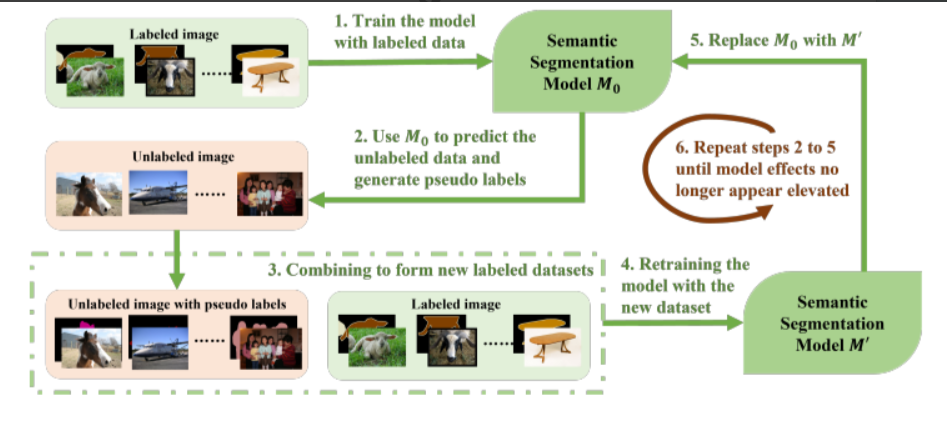 Labeled image
1. Train the model
with labeled data
Semantic
Segmentation
Model M₀
5. Replace M₀ with M′
2. Use M₀ to predict the
unlabeled data and
generate pseudo labels
Unlabeled image
......
6. Repeat steps 2 to 5
until model effects no
longer appear elevated
3. Combining to form new labeled datasets
4. Retraining the
model with the
new dataset
Unlabeled image with pseudo labels
......
Labeled image
......
Semantic
Segmentation
Model M′